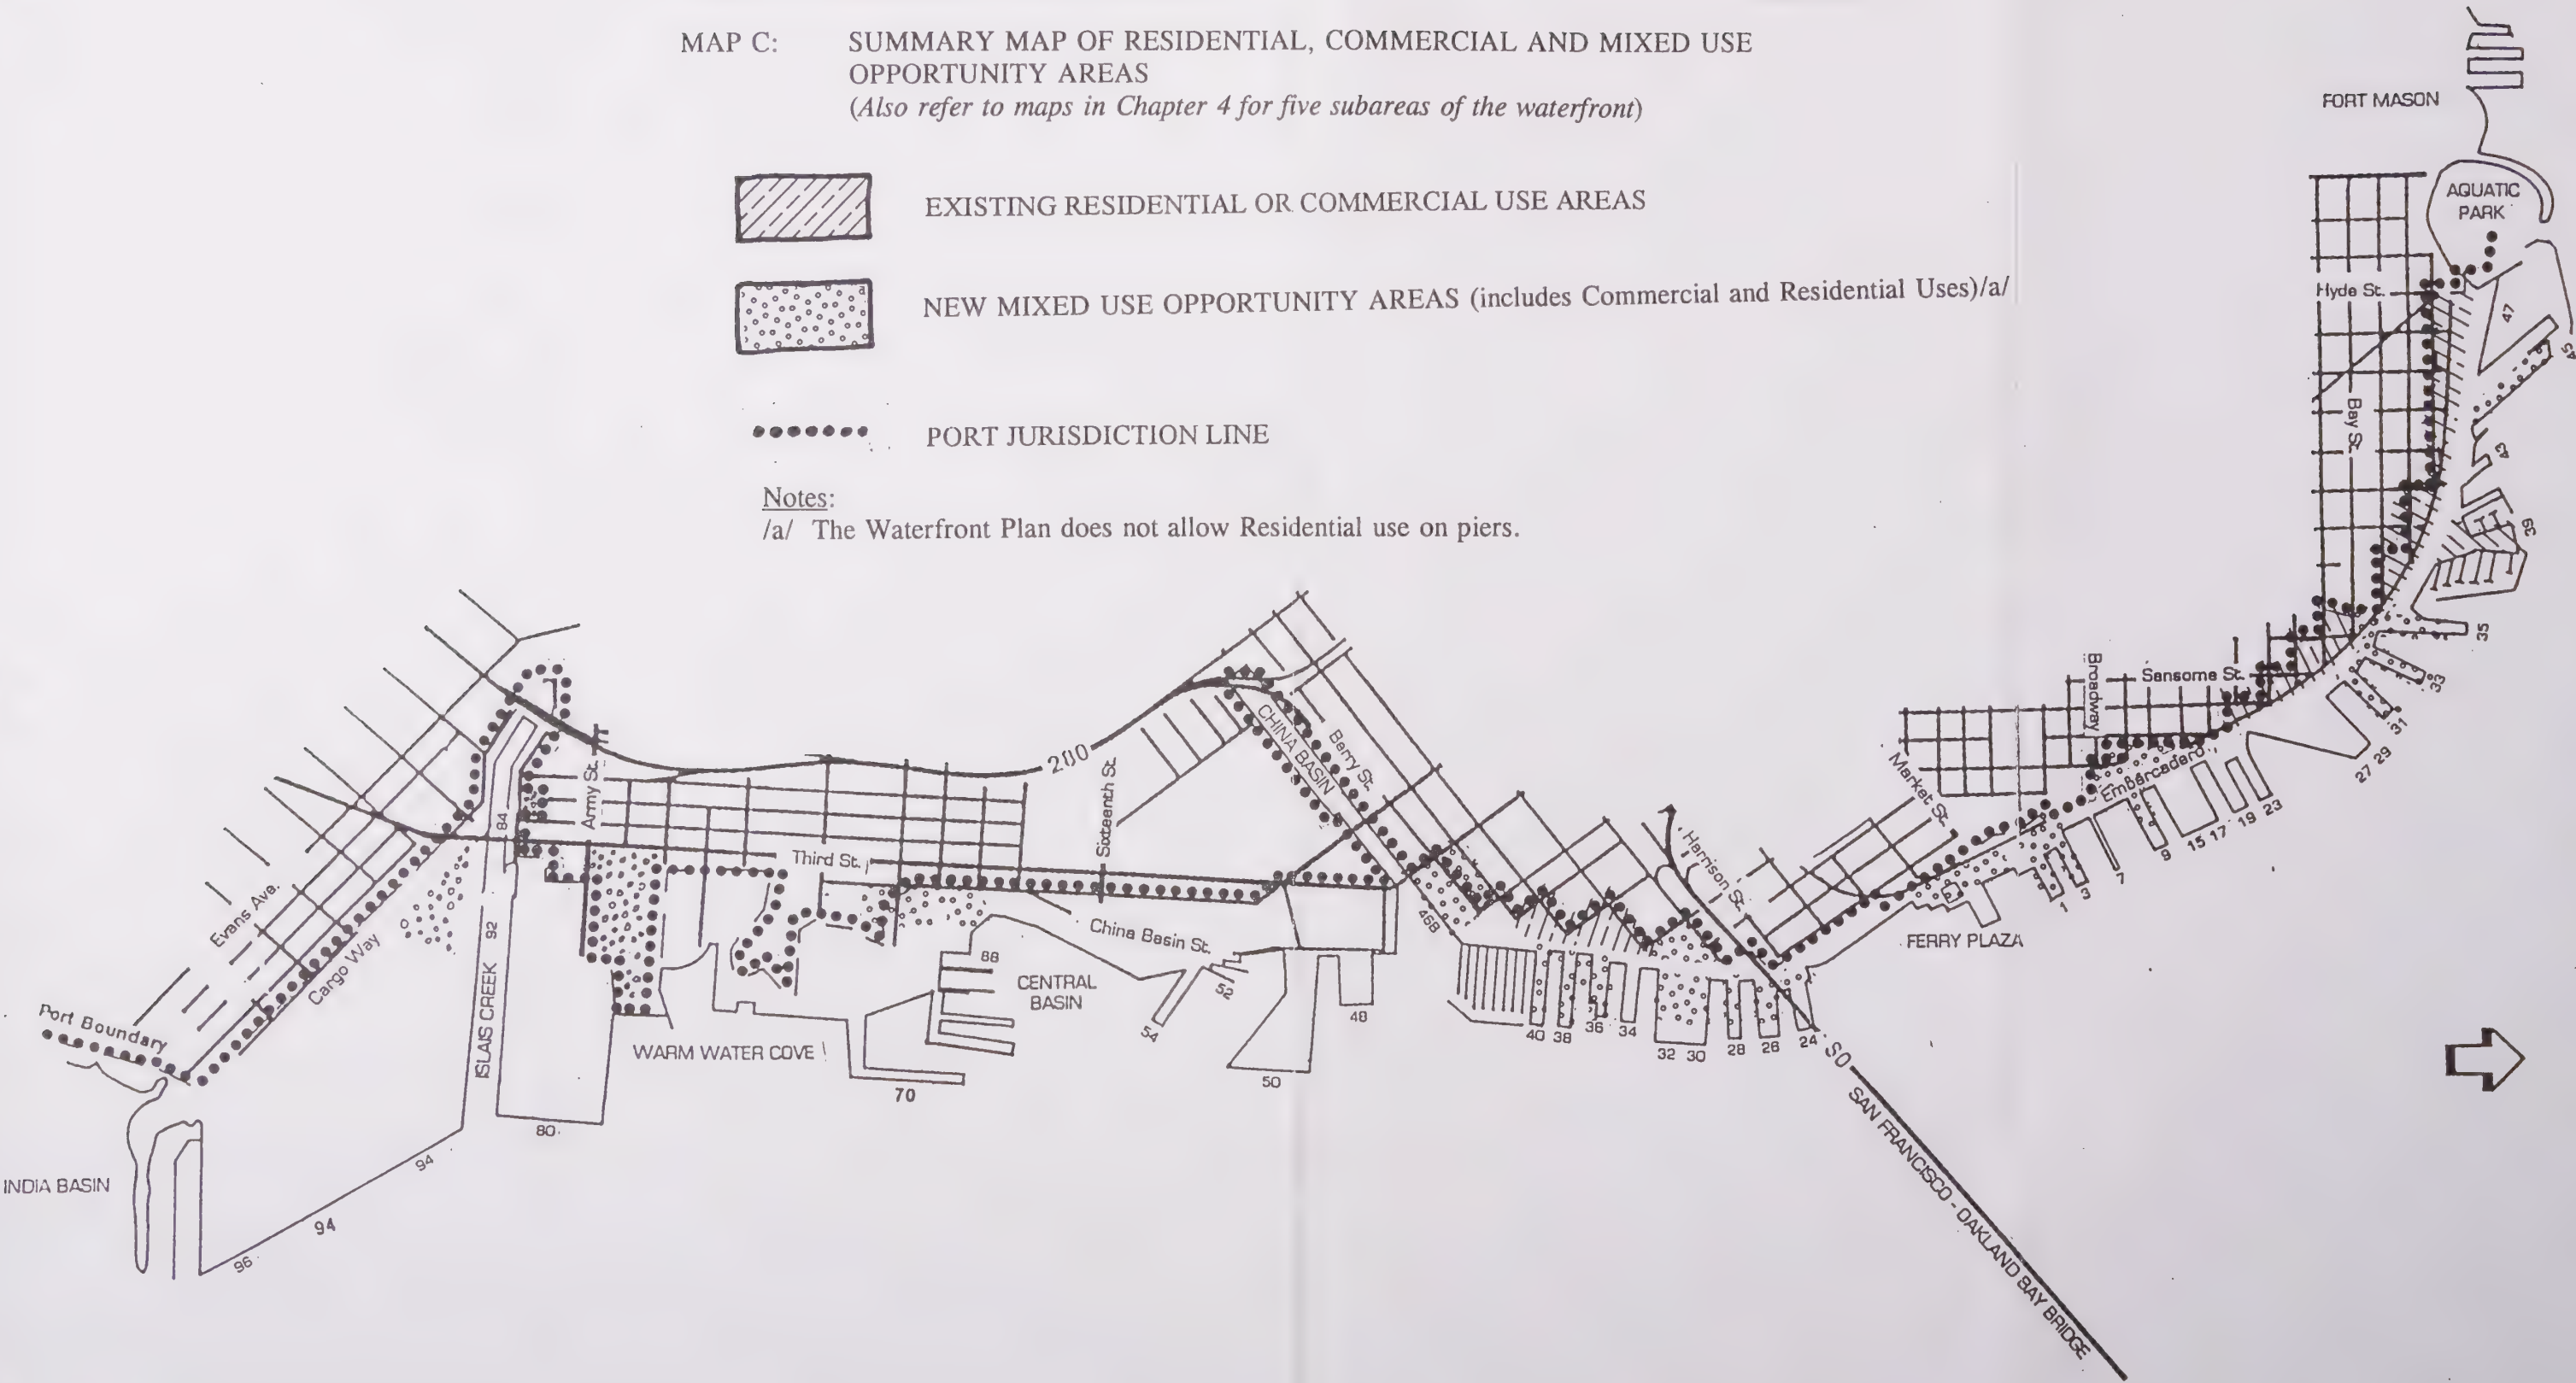 MAP C: SUMMARY MAP OF RESIDENTIAL, COMMERCIAL AND MIXED USE
OPPORTUNITY AREAS
(Also refer to maps in Chapter 4 for five subareas of the waterfront)
EXISTING RESIDENTIAL OR COMMERCIAL USE AREAS
a
NEW MIXED USE OPPORTUNITY AREAS (includes Commercial and Residential Uses)/a/
PORT JURISDICTION LINE
Notes:
/a/ The Waterfront Plan does not allow Residential use on piers.
FORT MASON
AQUATIC
PARK
Hyde St.
47
45
Bay St.
43
39
35
33
31
27 29
Sansome St.
Broadway
Embarcadero
23
19
17
15
9
7
3
1
Market St.
FERRY PLAZA
Harrison St.
24
26
28
30
32
34
36
38
40
46B
80
SAN FRANCISCO - OAKLAND BAY BRIDGE
Berry St.
CHINA BASIN
280
Sixteenth St.
Third St.
China Basin St.
48
50
52
54
CENTRAL
BASIN
68
70
WARM WATER COVE
Army St.
84
80
ISLAIS CREEK
92
94
94
96
Evans Ave.
Cargo Way
Port Boundary
INDIA BASIN